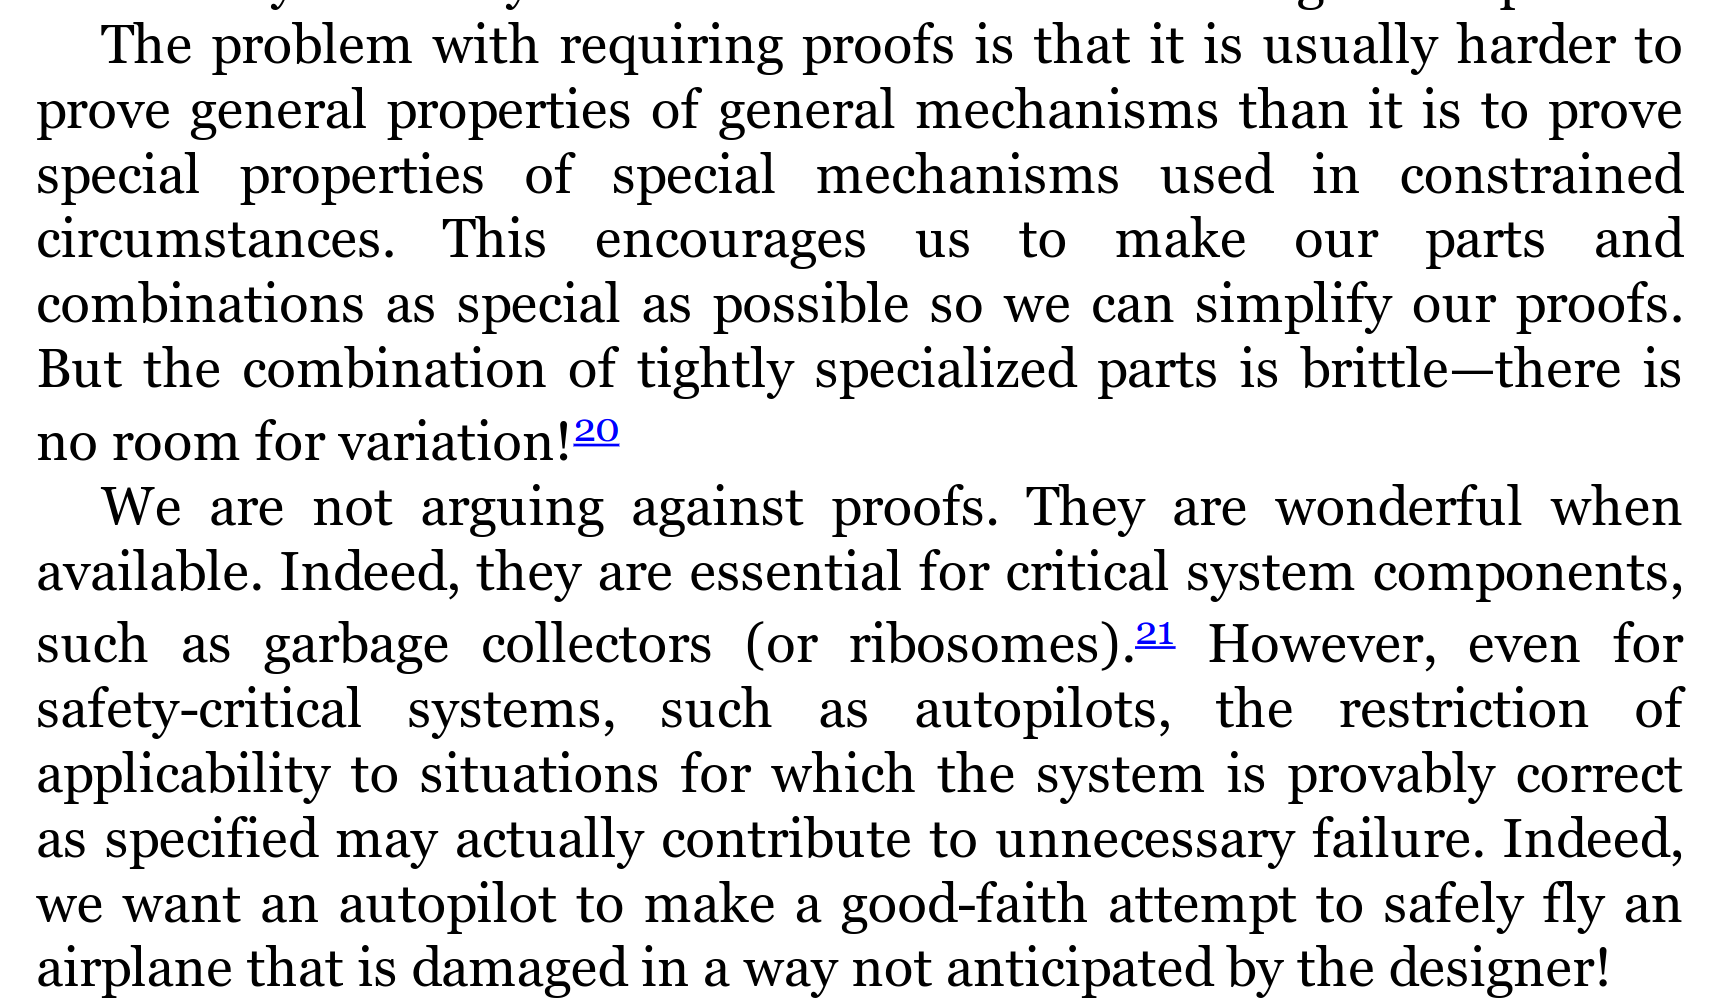 The problem with requiring proofs is that it is usually harder to
prove general properties of general mechanisms than it is to prove
special properties of special mechanisms used in constrained
circumstances. This encourages us to make our parts and
combinations as special as possible so we can simplify our proofs.
But the combination of tightly specialized parts is brittle—there is
no room for variation!20
We are not arguing against proofs. They are wonderful when
available. Indeed, they are essential for critical system components,
such as garbage collectors (or ribosomes).21 However, even for
safety-critical systems, such as autopilots, the restriction of
applicability to situations for which the system is provably correct
as specified may actually contribute to unnecessary failure. Indeed,
we want an autopilot to make a good-faith attempt to safely fly an
airplane that is damaged in a way not anticipated by the designer!